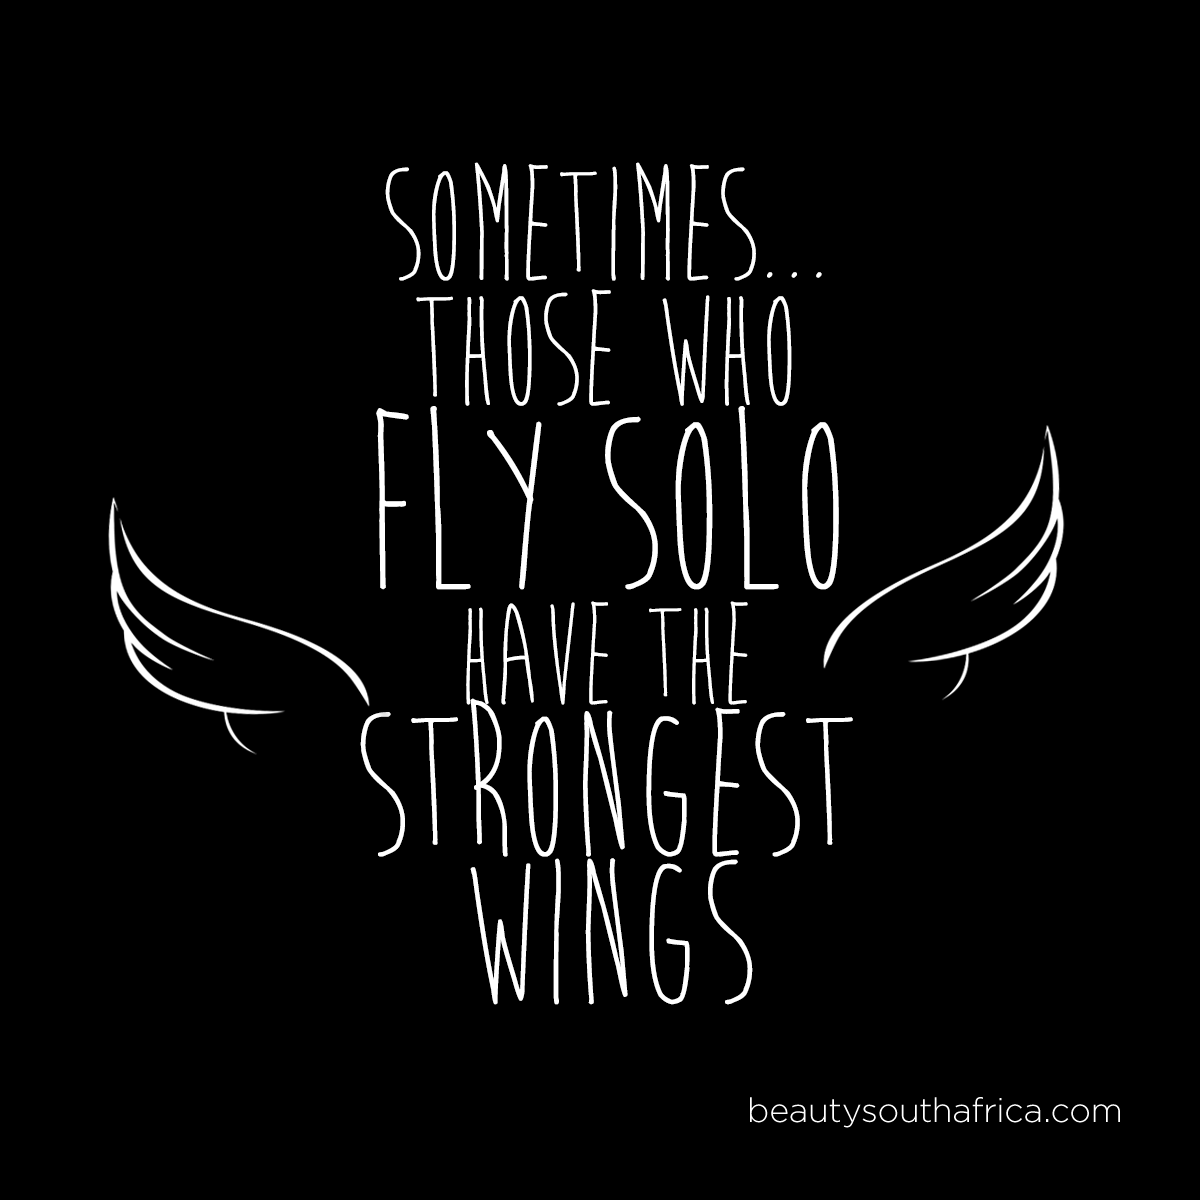 SOMETIMES...
THOSE WHO
FLY SOLO
HAVE THE
STRONGEST
WINGS
beautysouthafrica.com